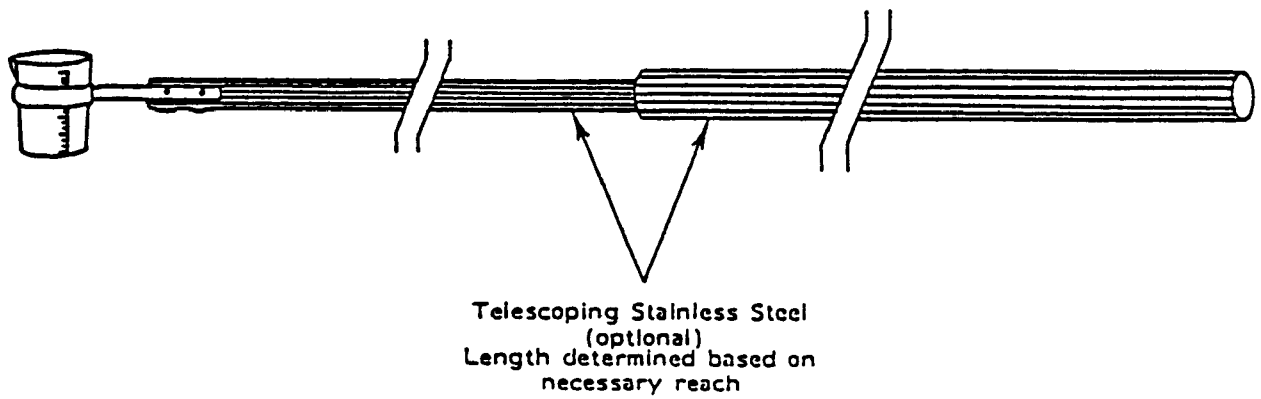 Telescoping Stainless Steel
(optional)
Length determined based on
necessary reach